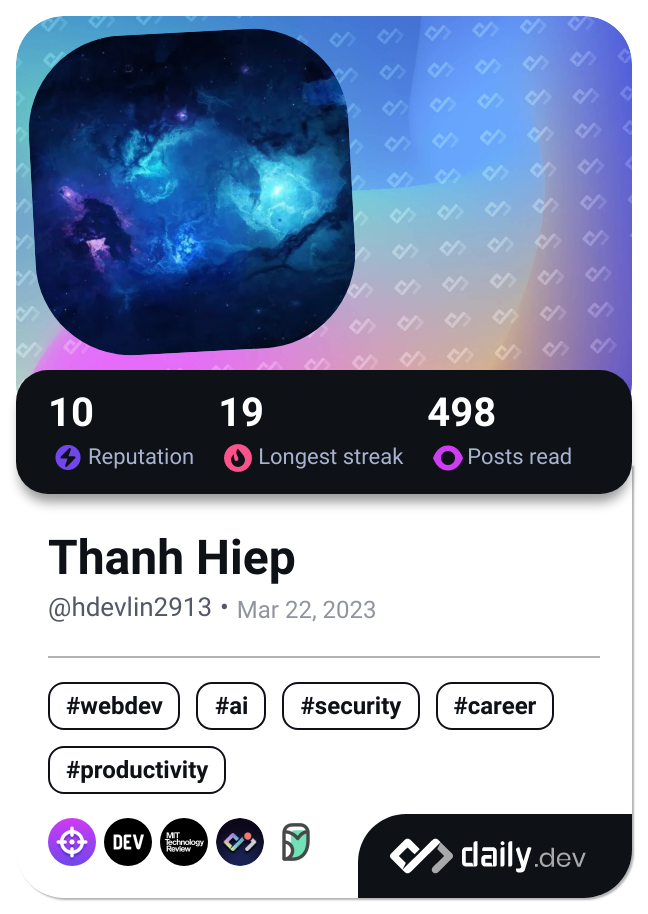 10 19 498
Reputation Longest streak Posts read
Thanh Hiep
@hdevlin2913 • Mar 22, 2023
#webdev #ai #security #career
#productivity
DEV
MIT
Technology
Review
daily.dev